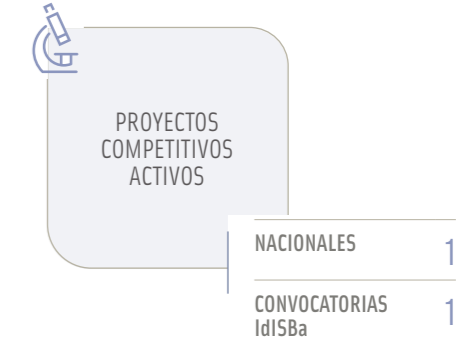 PROYECTOS
COMPETITIVOS
ACTIVOS
NACIONALES 1
CONVOCATORIAS 1
IdISBa